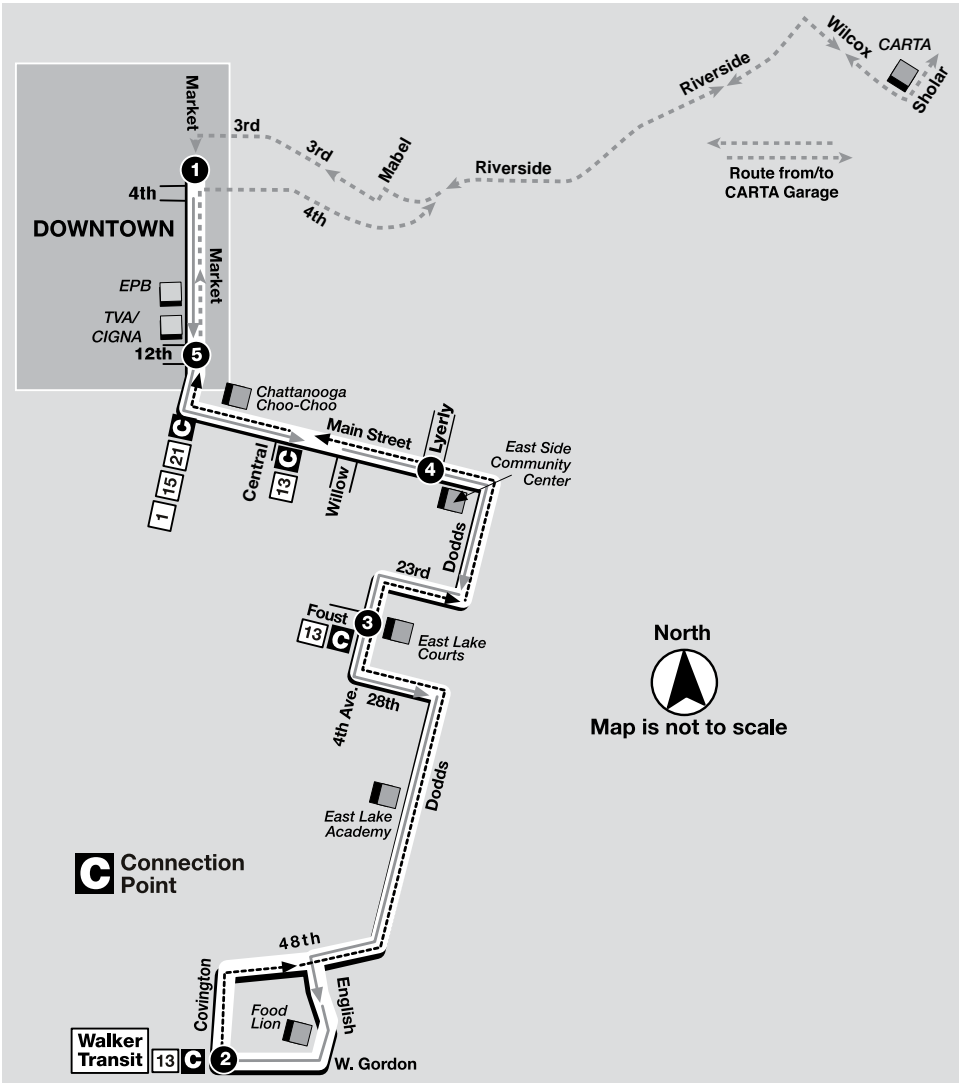 Wilcox
CARTA
Sholar
Riverside
Market
3rd
3rd
Mabel
Riverside
Route from/to
CARTA Garage
1
4th
4th
DOWNTOWN
Market
EPB
TVA/
CIGNA
12th
5
Chattanooga
Choo-Choo
Main Street
Lyerly
C
21
15
1
Central
C
13
Willow
4
East Side
Community
Center
Dodds
23rd
Foust
3
13
C
East Lake
Courts
4th Ave.
28th
North
Map is not to scale
Dodds
East Lake
Academy
C Connection
Point
48th
Covington
English
Food
Lion
Walker
Transit
13
C
2
W. Gordon